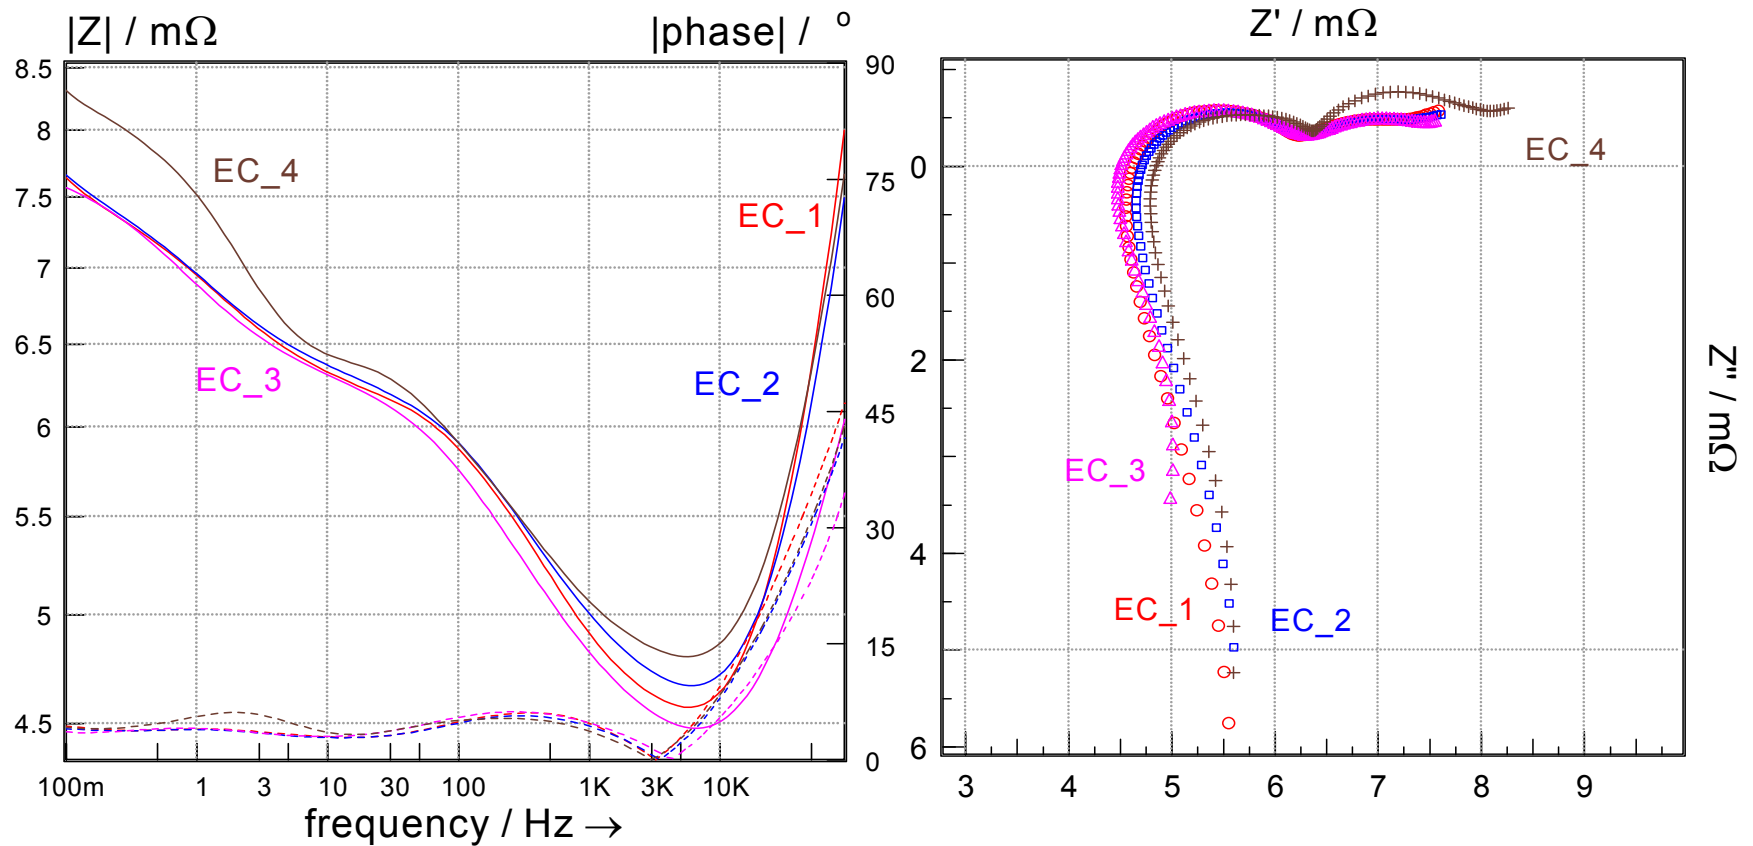 |Z| / mΩ
|phase| / °
8.5
8
7.5
7
6.5
6
5.5
5
4.5
EC_4
EC_1
EC_3
EC_2
90
75
60
45
30
15
0
100m 1 3 10 30 100 1K 3K 10K
frequency / Hz →
Z' / mΩ
0
2
4
6
EC_4
EC_3
EC_1
EC_2
3 4 5 6 7 8 9
Z'' / mΩ